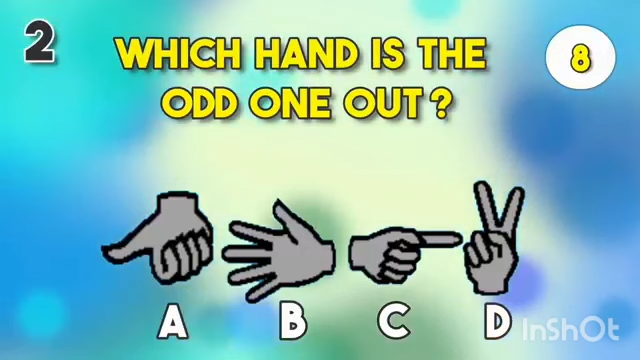 2
WHICH HAND IS THE
8
ODD ONE OUT?
A B C D
InShOt